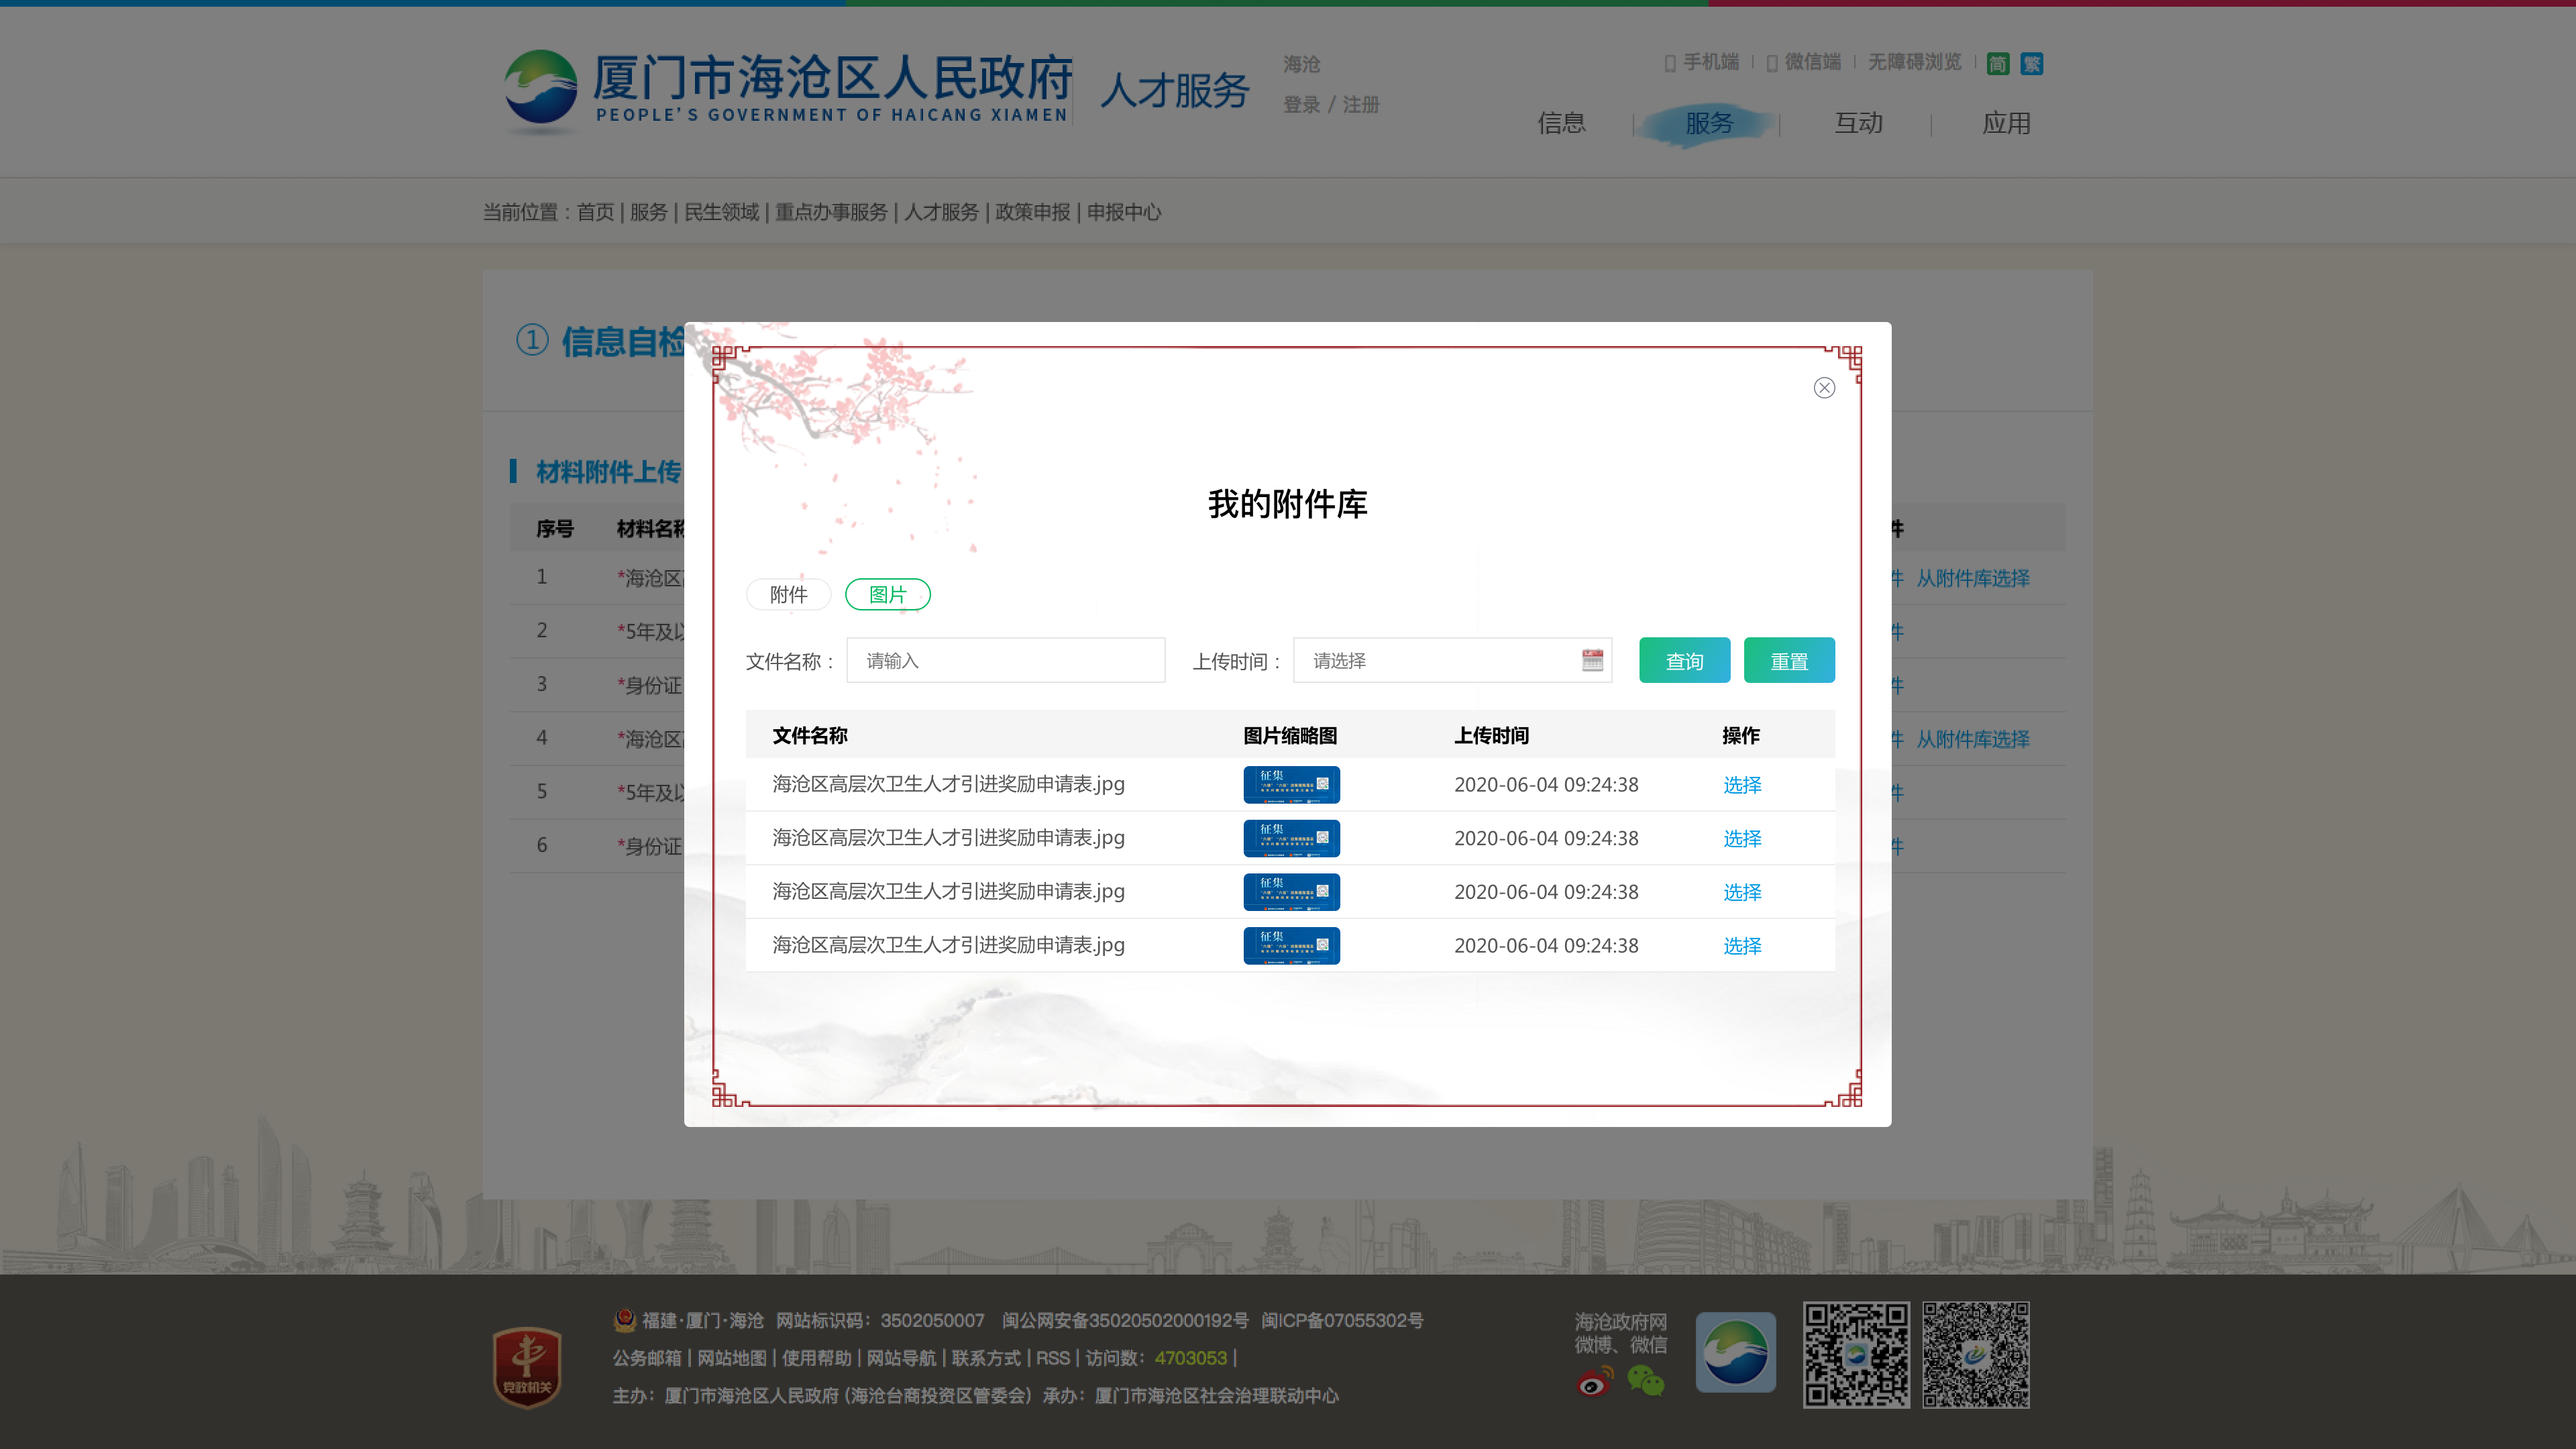 厦门市海沧区人民政府
PEOPLE'S GOVERNMENT OF HAICANG XIAMEN
人才服务
海沧
登录 / 注册
手机端 微信端 无障碍浏览 简 繁
信息 服务 互动 应用
当前位置：首页 | 服务 | 民生领域 | 重点办事服务 | 人才服务 | 政策申报 | 申报中心
① 信息自检
材料附件上传
序号 材料名称 件
1 *海沧区 件 从附件库选择
2 *5年及以 件
3 *身份证 件
4 *海沧区 件 从附件库选择
5 *5年及以 件
6 *身份证 件
我的附件库
附件 图片
文件名称： 请输入 上传时间： 请选择 查询 重置
文件名称 图片缩略图 上传时间 操作
海沧区高层次卫生人才引进奖励申请表.jpg 征集 2020-06-04 09:24:38 选择
海沧区高层次卫生人才引进奖励申请表.jpg 征集 2020-06-04 09:24:38 选择
海沧区高层次卫生人才引进奖励申请表.jpg 征集 2020-06-04 09:24:38 选择
海沧区高层次卫生人才引进奖励申请表.jpg 征集 2020-06-04 09:24:38 选择
党政机关
福建·厦门·海沧 网站标识码：3502050007 闽公网安备35020502000192号 闽ICP备07055302号
公务邮箱 | 网站地图 | 使用帮助 | 网站导航 | 联系方式 | RSS | 访问数：4703053 |
主办：厦门市海沧区人民政府 (海沧台商投资区管委会) 承办：厦门市海沧区社会治理联动中心
海沧政府网
微博、微信